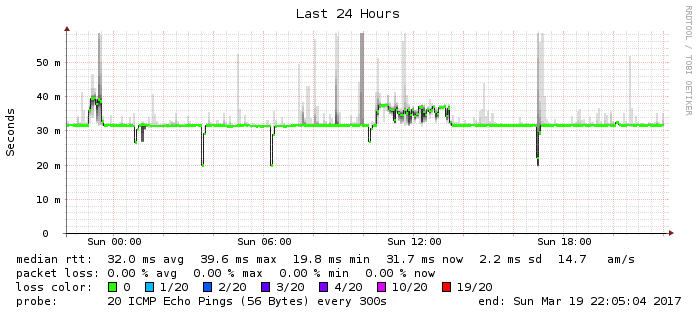 Last 24 Hours
RRDTOOL / TOBI OETIKER
Seconds
50 m
40 m
30 m
20 m
10 m
0
Sun 00:00 Sun 06:00 Sun 12:00 Sun 18:00
median rtt: 32.0 ms avg 39.6 ms max 19.8 ms min 31.7 ms now 2.2 ms sd 14.7 am/s
packet loss: 0.00 % avg 0.00 % max 0.00 % min 0.00 % now
loss color: 0 1/20 2/20 3/20 4/20 10/20 19/20
probe: 20 ICMP Echo Pings (56 Bytes) every 300s end: Sun Mar 19 22:05:04 2017